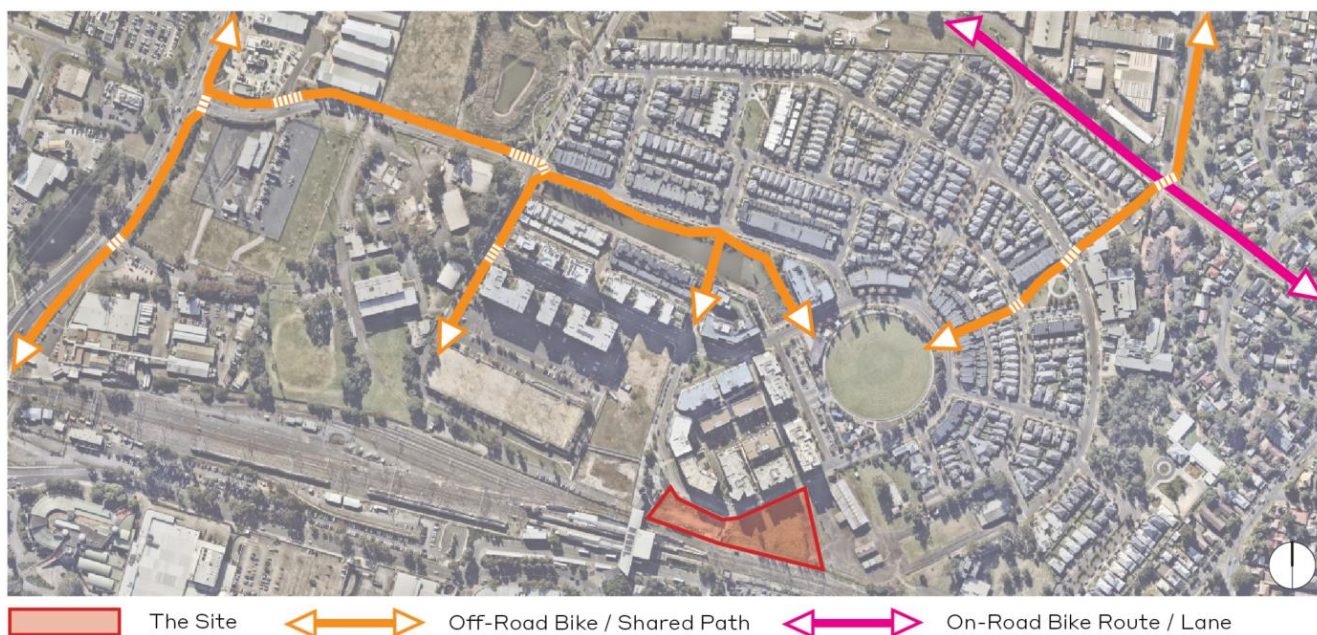 The Site
Off-Road Bike / Shared Path
On-Road Bike Route / Lane